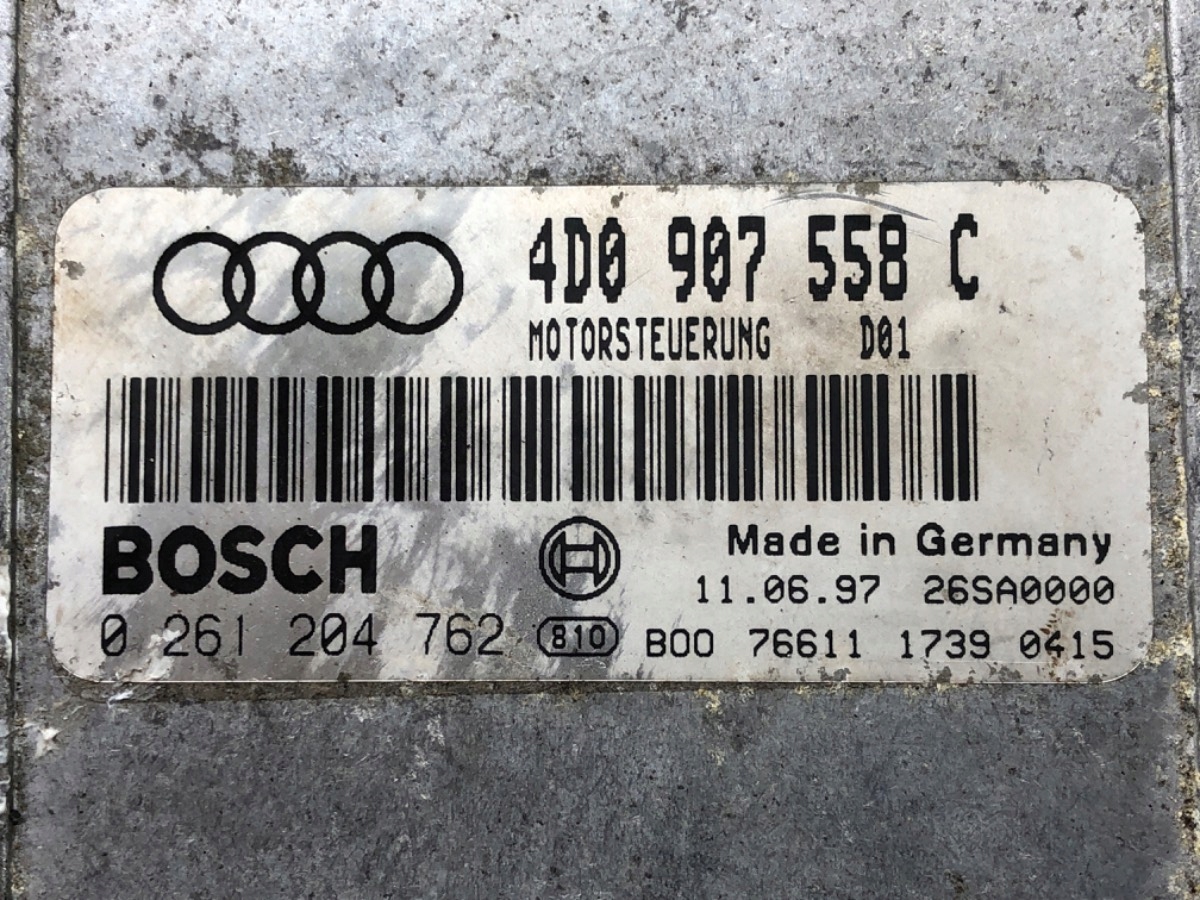 4D0 907 558 C
MOTORSTEUERUNG D01
BOSCH
Made in Germany
11.06.97 26SA0000
0 261 204 762 810 B00 76611 1739 0415